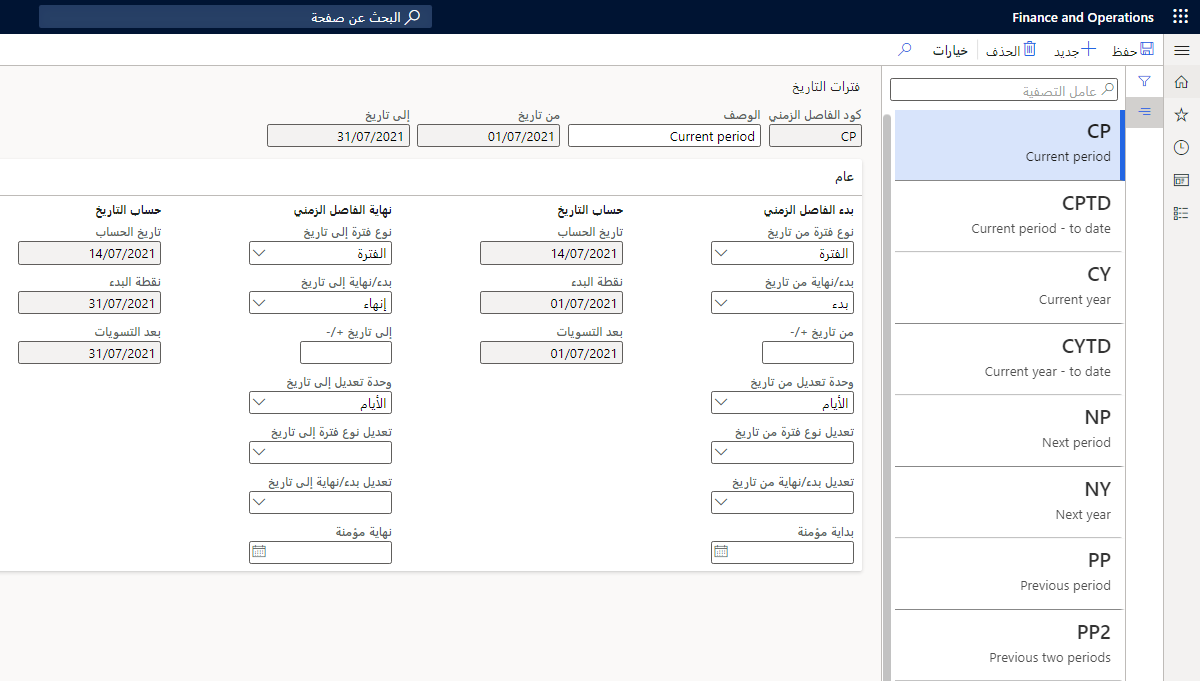 Finance and Operations
البحث عن صفحة
حفظ
جديد
الحذف
خيارات
عامل التصفية
CP
Current period
CPTD
Current period - to date
CY
Current year
CYTD
Current year - to date
NP
Next period
NY
Next year
PP
Previous period
PP2
Previous two periods
فترات التاريخ
كود الفاصل الزمني الوصف من تاريخ إلى تاريخ
CP Current period 01/07/2021 31/07/2021
عام
بدء الفاصل الزمني حساب التاريخ نهاية الفاصل الزمني حساب التاريخ
نوع فترة من تاريخ تاريخ الحساب نوع فترة إلى تاريخ تاريخ الحساب
الفترة 14/07/2021 الفترة 14/07/2021
بدء/نهاية من تاريخ نقطة البدء بدء/نهاية إلى تاريخ نقطة البدء
بدء 01/07/2021 إنهاء 31/07/2021
من تاريخ +/- بعد التسويات إلى تاريخ +/- بعد التسويات
01/07/2021 31/07/2021
وحدة تعديل من تاريخ وحدة تعديل إلى تاريخ
الأيام الأيام
تعديل نوع فترة من تاريخ تعديل نوع فترة إلى تاريخ
تعديل بدء/نهاية من تاريخ تعديل بدء/نهاية إلى تاريخ
بداية مؤمنة نهاية مؤمنة